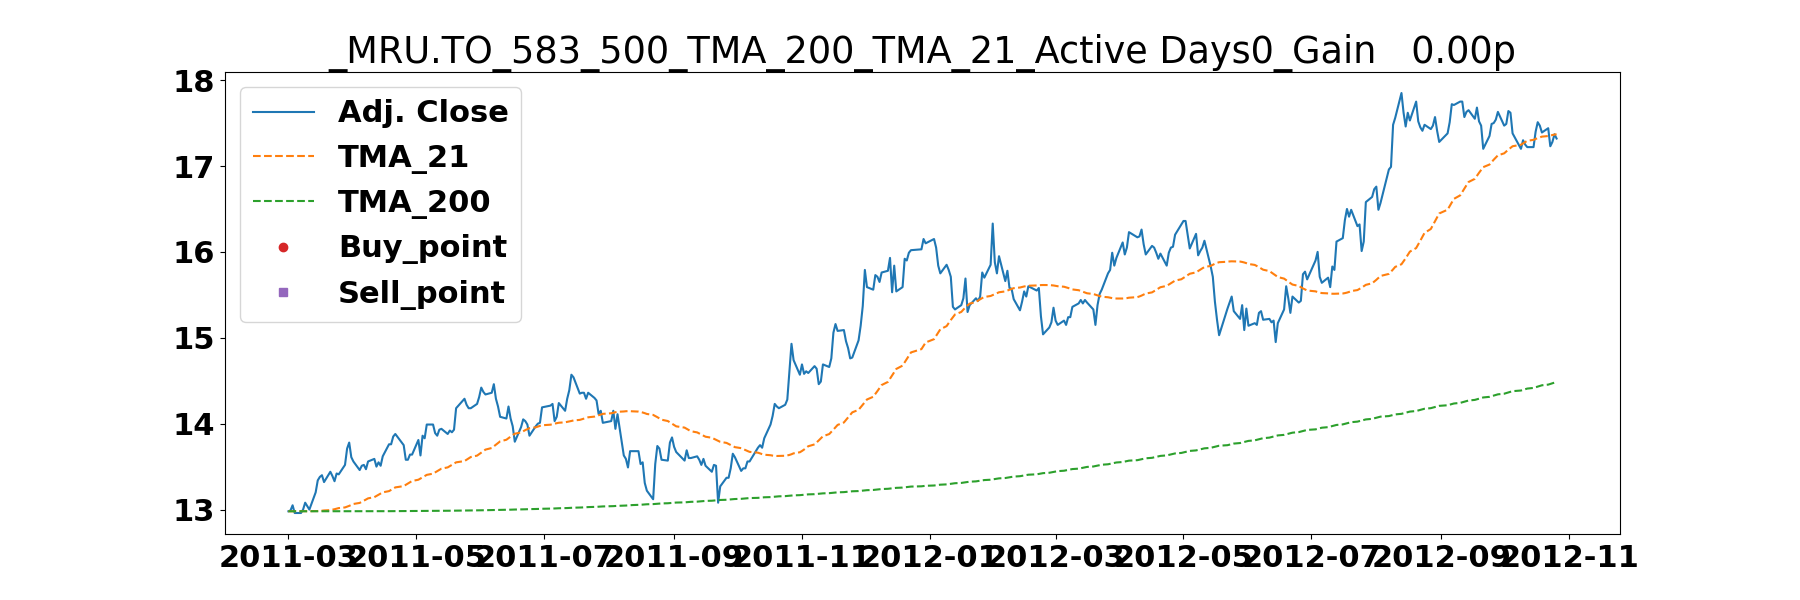 _MRU.TO_583_500_TMA_200_TMA_21_Active Days0_Gain   0.00p
18
17
16
15
14
13
Adj. Close
TMA_21
TMA_200
Buy_point
Sell_point
2011-03
2011-05
2011-07
2011-09
2011-11
2012-01
2012-03
2012-05
2012-07
2012-09
2012-11